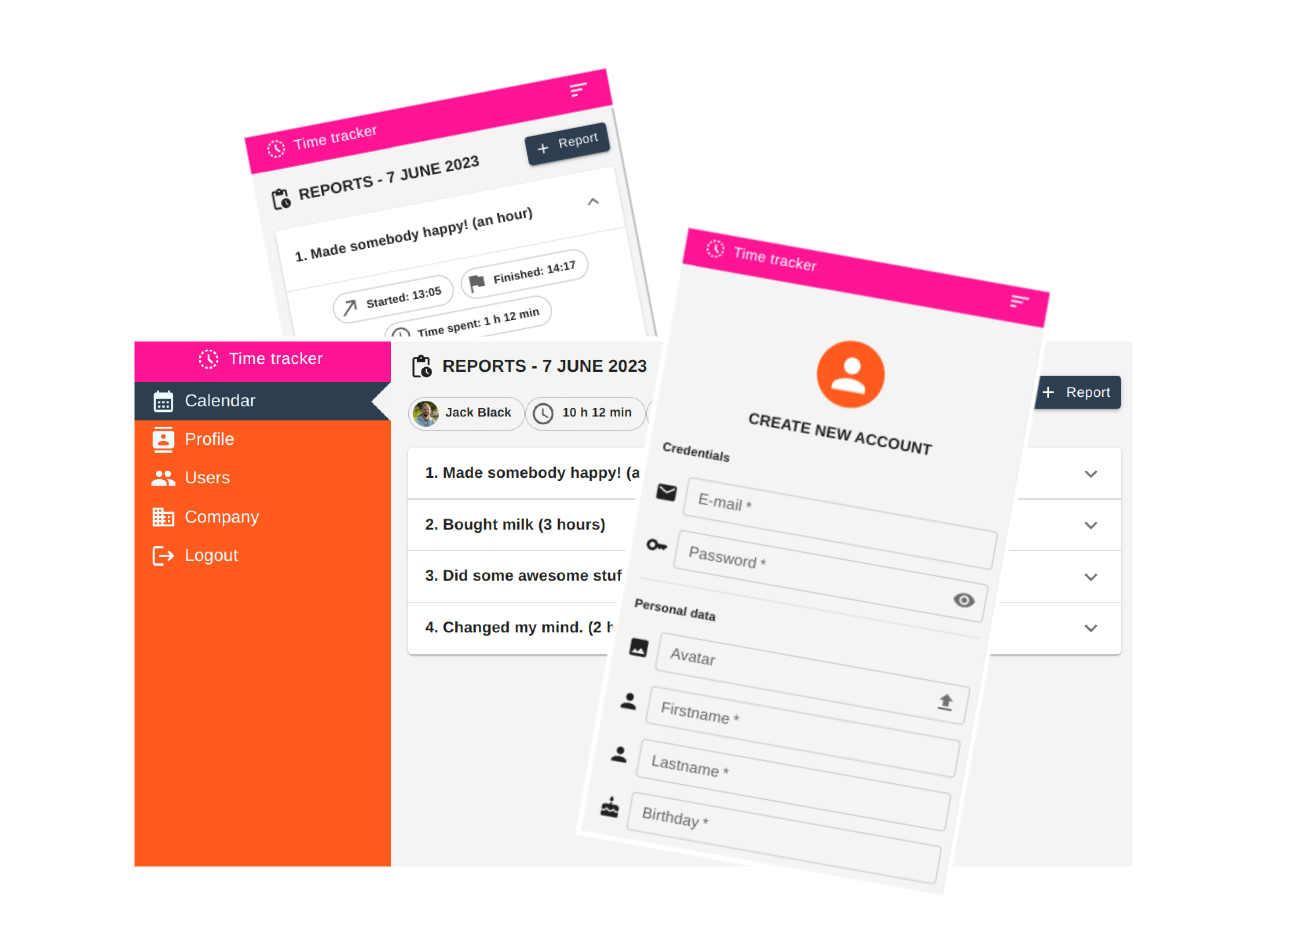 Time tracker
REPORTS - 7 JUNE 2023
+ Report
1. Made somebody happy! (an hour)
Started: 13:05
Finished: 14:17
Time spent: 1 h 12 min
Time tracker
Calendar
Profile
Users
Company
Logout
REPORTS - 7 JUNE 2023
+ Report
Jack Black
10 h 12 min
1. Made somebody happy! (a
2. Bought milk (3 hours)
3. Did some awesome stuf
4. Changed my mind. (2 h
Time tracker
CREATE NEW ACCOUNT
Credentials
E-mail *
Password *
Personal data
Avatar
Firstname *
Lastname *
Birthday *